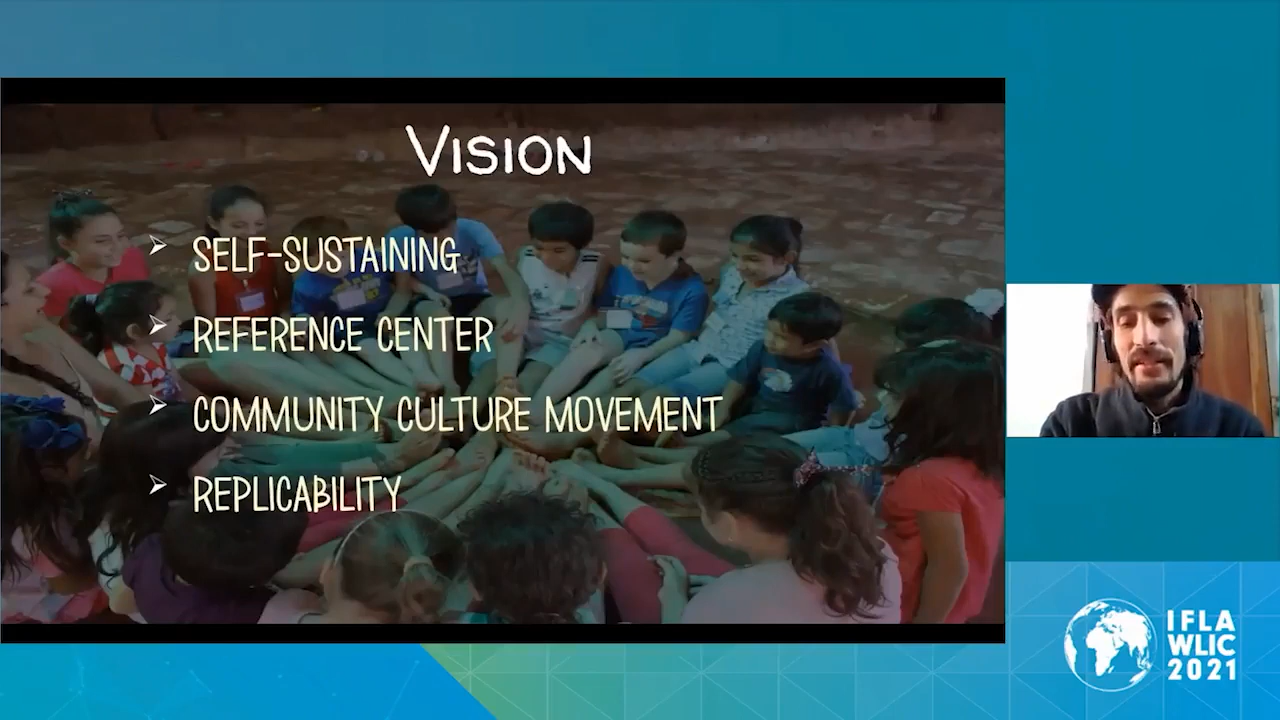 VISION
SELF-SUSTAINING
REFERENCE CENTER
COMMUNITY CULTURE MOVEMENT
REPLICABILITY
IFLA
WLIC
2021